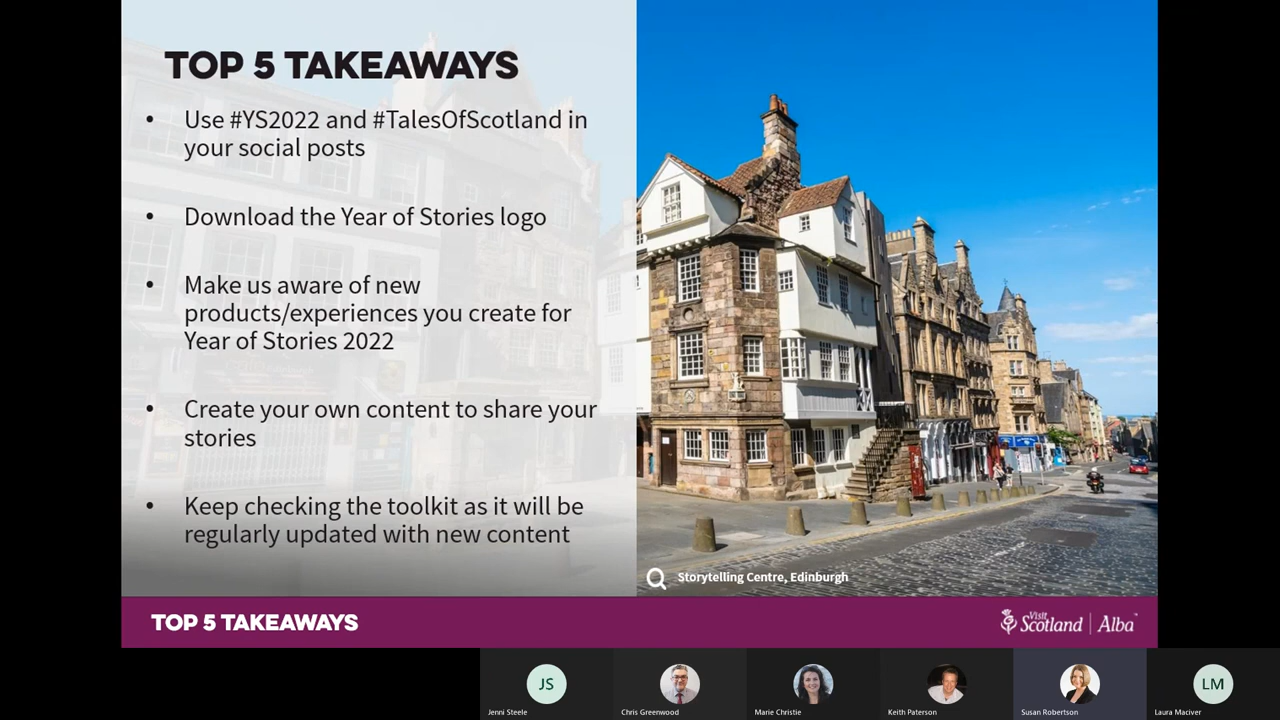 TOP 5 TAKEAWAYS
• Use #YS2022 and #TalesOfScotland in
your social posts
• Download the Year of Stories logo
• Make us aware of new
products/experiences you create for
Year of Stories 2022
• Create your own content to share your
stories
• Keep checking the toolkit as it will be
regularly updated with new content
Storytelling Centre, Edinburgh
TOP 5 TAKEAWAYS
Visit
Scotland | Alba™
JS
LM
Jenni Steele
Chris Greenwood
Marie Christie
Keith Paterson
Susan Robertson
Laura Maciver